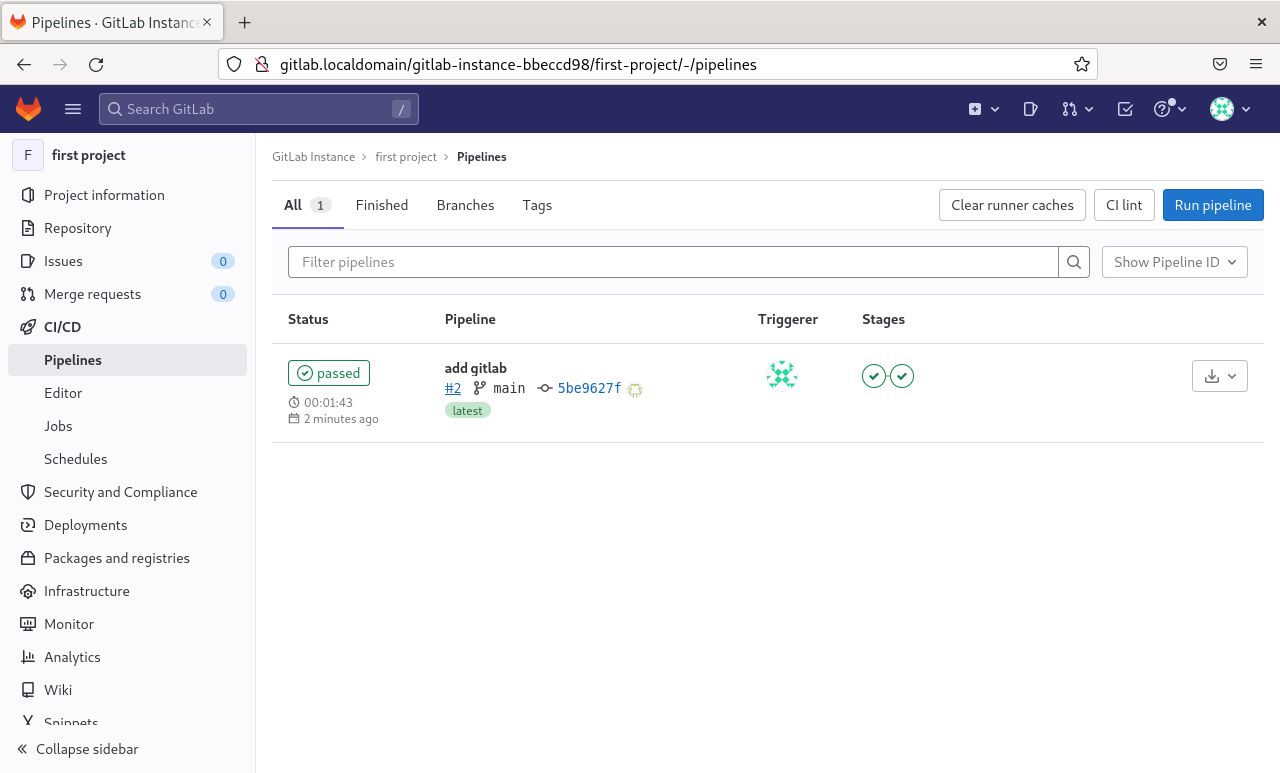 Pipelines · GitLab Instance
gitlab.localdomain/gitlab-instance-bbeccd98/first-project/-/pipelines
Search GitLab /
F first project
Project information
Repository
Issues 0
Merge requests 0
CI/CD
Pipelines
Editor
Jobs
Schedules
Security and Compliance
Deployments
Packages and registries
Infrastructure
Monitor
Analytics
Wiki
Snippets
Collapse sidebar
GitLab Instance › first project › Pipelines
All 1 Finished Branches Tags Clear runner caches CI lint Run pipeline
Filter pipelines Show Pipeline ID
Status Pipeline Triggerer Stages
passed
00:01:43
2 minutes ago
add gitlab
#2 main 5be9627f
latest